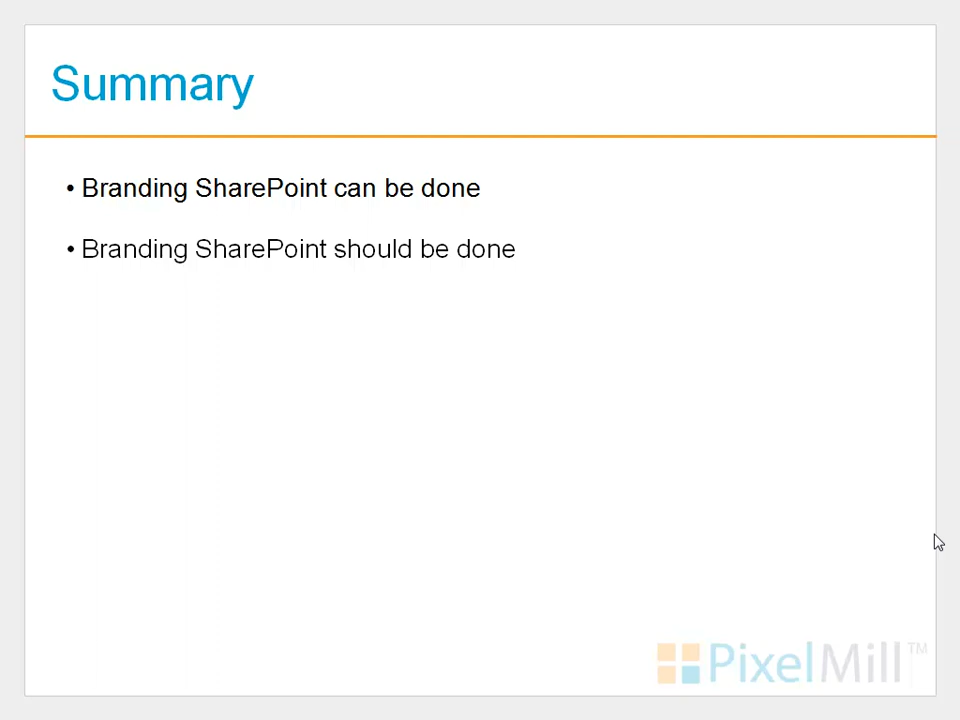 Summary
• Branding SharePoint can be done
• Branding SharePoint should be done
PixelMill™